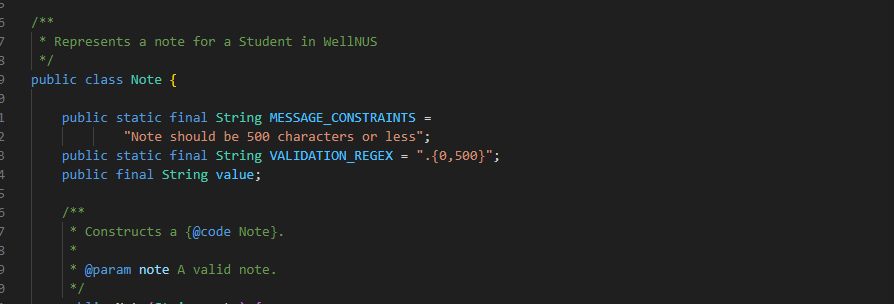 /**
* Represents a note for a Student in WellNUS
*/
public class Note {
public static final String MESSAGE_CONSTRAINTS =
"Note should be 500 characters or less";
public static final String VALIDATION_REGEX = ".{0,500}";
public final String value;
/**
* Constructs a {@code Note}.
*
* @param note A valid note.
*/